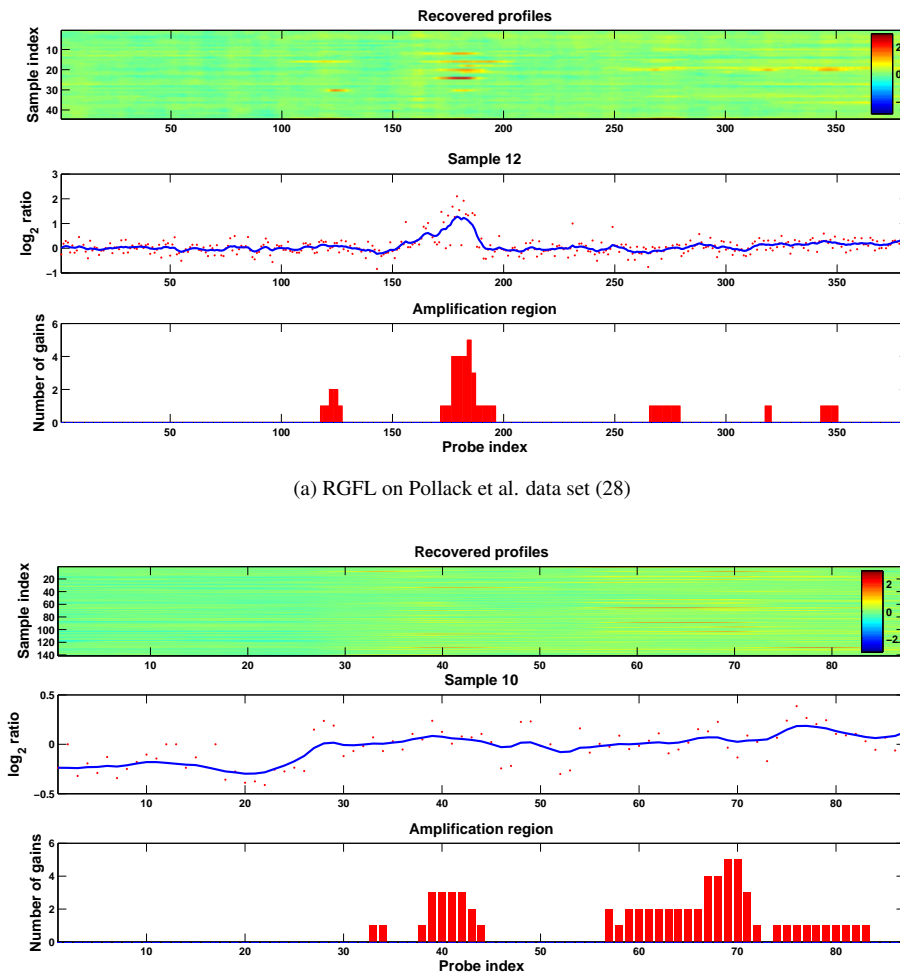 Recovered profiles
Sample index
10
20
30
40
50 100 150 200 250 300 350
2
0
−2
Sample 12
log2 ratio
3
2
1
0
−1
50 100 150 200 250 300 350
Amplification region
Number of gains
6
4
2
0
50 100 150 200 250 300 350
Probe index
(a) RGFL on Pollack et al. data set (28)
Recovered profiles
Sample index
20
40
60
80
100
120
140
10 20 30 40 50 60 70 80
2
0
−2
Sample 10
log2 ratio
0.5
0
−0.5
10 20 30 40 50 60 70 80
Amplification region
Number of gains
6
4
2
0
10 20 30 40 50 60 70 80
Probe index